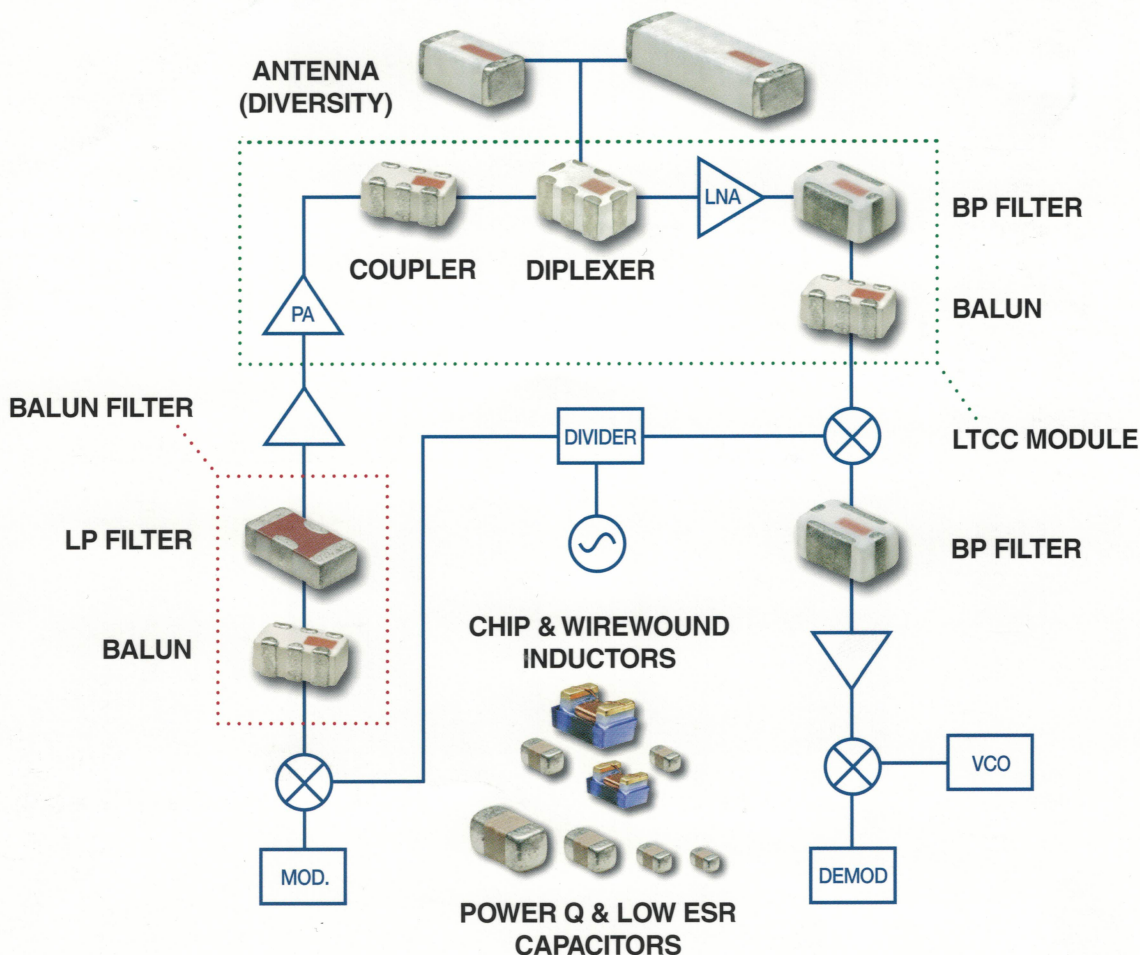 ANTENNA
(DIVERSITY)
LNA
BP FILTER
COUPLER
DIPLEXER
PA
BALUN
BALUN FILTER
DIVIDER
LTCC MODULE
LP FILTER
BP FILTER
CHIP & WIREWOUND
INDUCTORS
BALUN
VCO
MOD.
DEMOD
POWER Q & LOW ESR
CAPACITORS